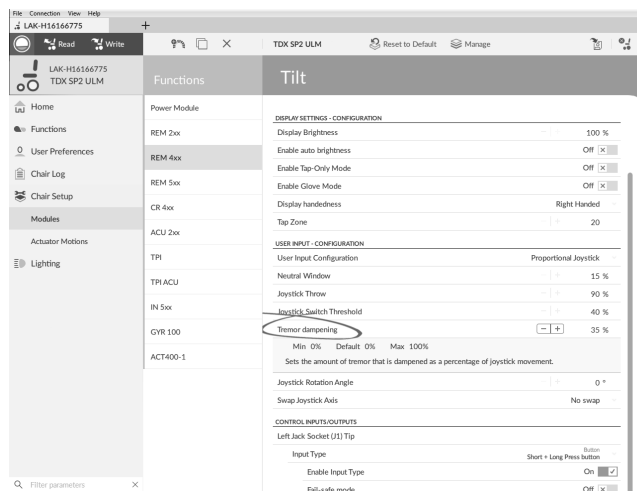 File Connection View Help
LAK-H16166775 +
Read Write TDX SP2 ULM Reset to Default Manage
LAK-H16166775
TDX SP2 ULM
Functions
Tilt
Home
Functions
User Preferences
Chair Log
Chair Setup
Modules
Actuator Motions
Lighting
Filter parameters
Power Module
REM 2xx
REM 4xx
REM 5xx
CR 4xx
ACU 2xx
TPI
TPI ACU
IN 5xx
GYR 100
ACT400-1
DISPLAY SETTINGS - CONFIGURATION
Display Brightness - + 100 %
Enable auto brightness Off
Enable Tap-Only Mode Off
Enable Glove Mode Off
Display handedness Right Handed
Tap Zone + 20
USER INPUT - CONFIGURATION
User Input Configuration Proportional Joystick
Neutral Window - + 15 %
Joystick Throw - + 90 %
Joystick Switch Threshold - + 40 %
Tremor dampening - + 35 %
Min 0% Default 0% Max 100%
Sets the amount of tremor that is dampened as a percentage of joystick movement.
Joystick Rotation Angle + 0 °
Swap Joystick Axis No swap
CONTROL INPUTS/OUTPUTS
Left Jack Socket (J1) Tip
Input Type Button
Short + Long Press button
Enable Input Type On
Fail-safe mode Off